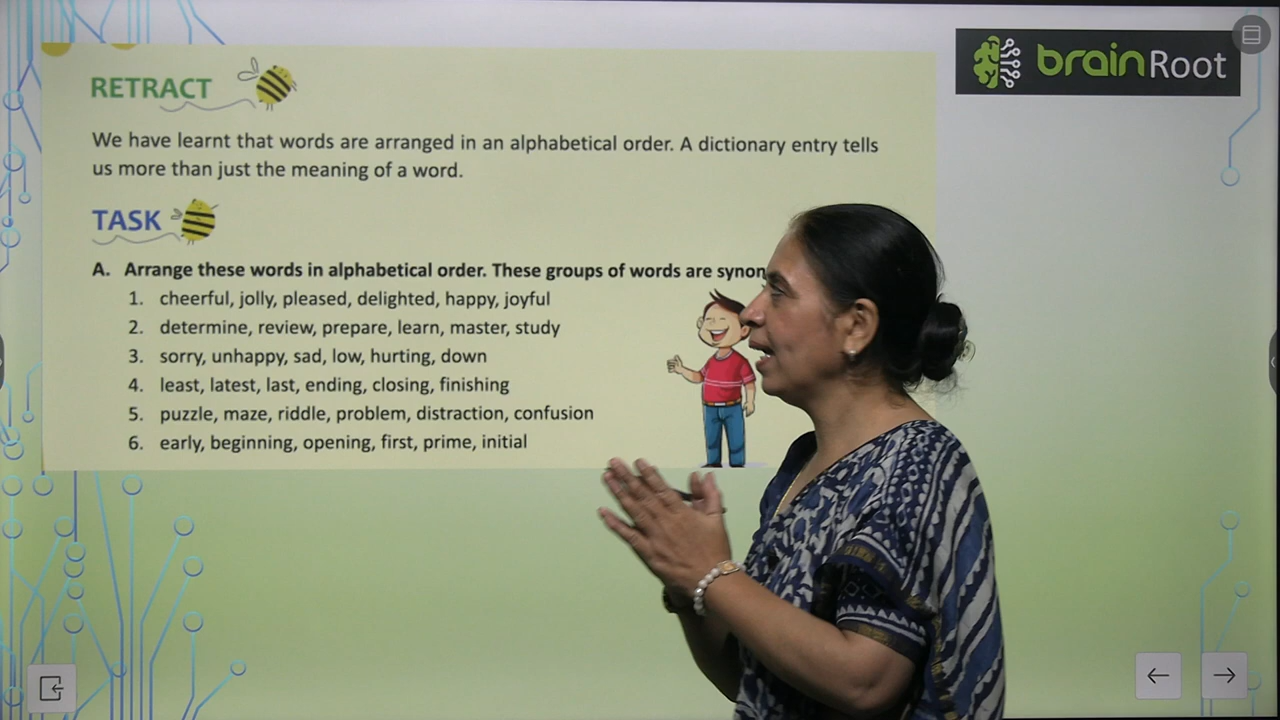 brainRoot
RETRACT
We have learnt that words are arranged in an alphabetical order. A dictionary entry tells
us more than just the meaning of a word.
TASK
A. Arrange these words in alphabetical order. These groups of words are
1. cheerful, jolly, pleased, delighted, happy, joyful
2. determine, review, prepare, learn, master, study
3. sorry, unhappy, sad, low, hurting, down
4. least, latest, last, ending, closing, finishing
5. puzzle, maze, riddle, problem, distraction, confusion
6. early, beginning, opening, first, prime, initial